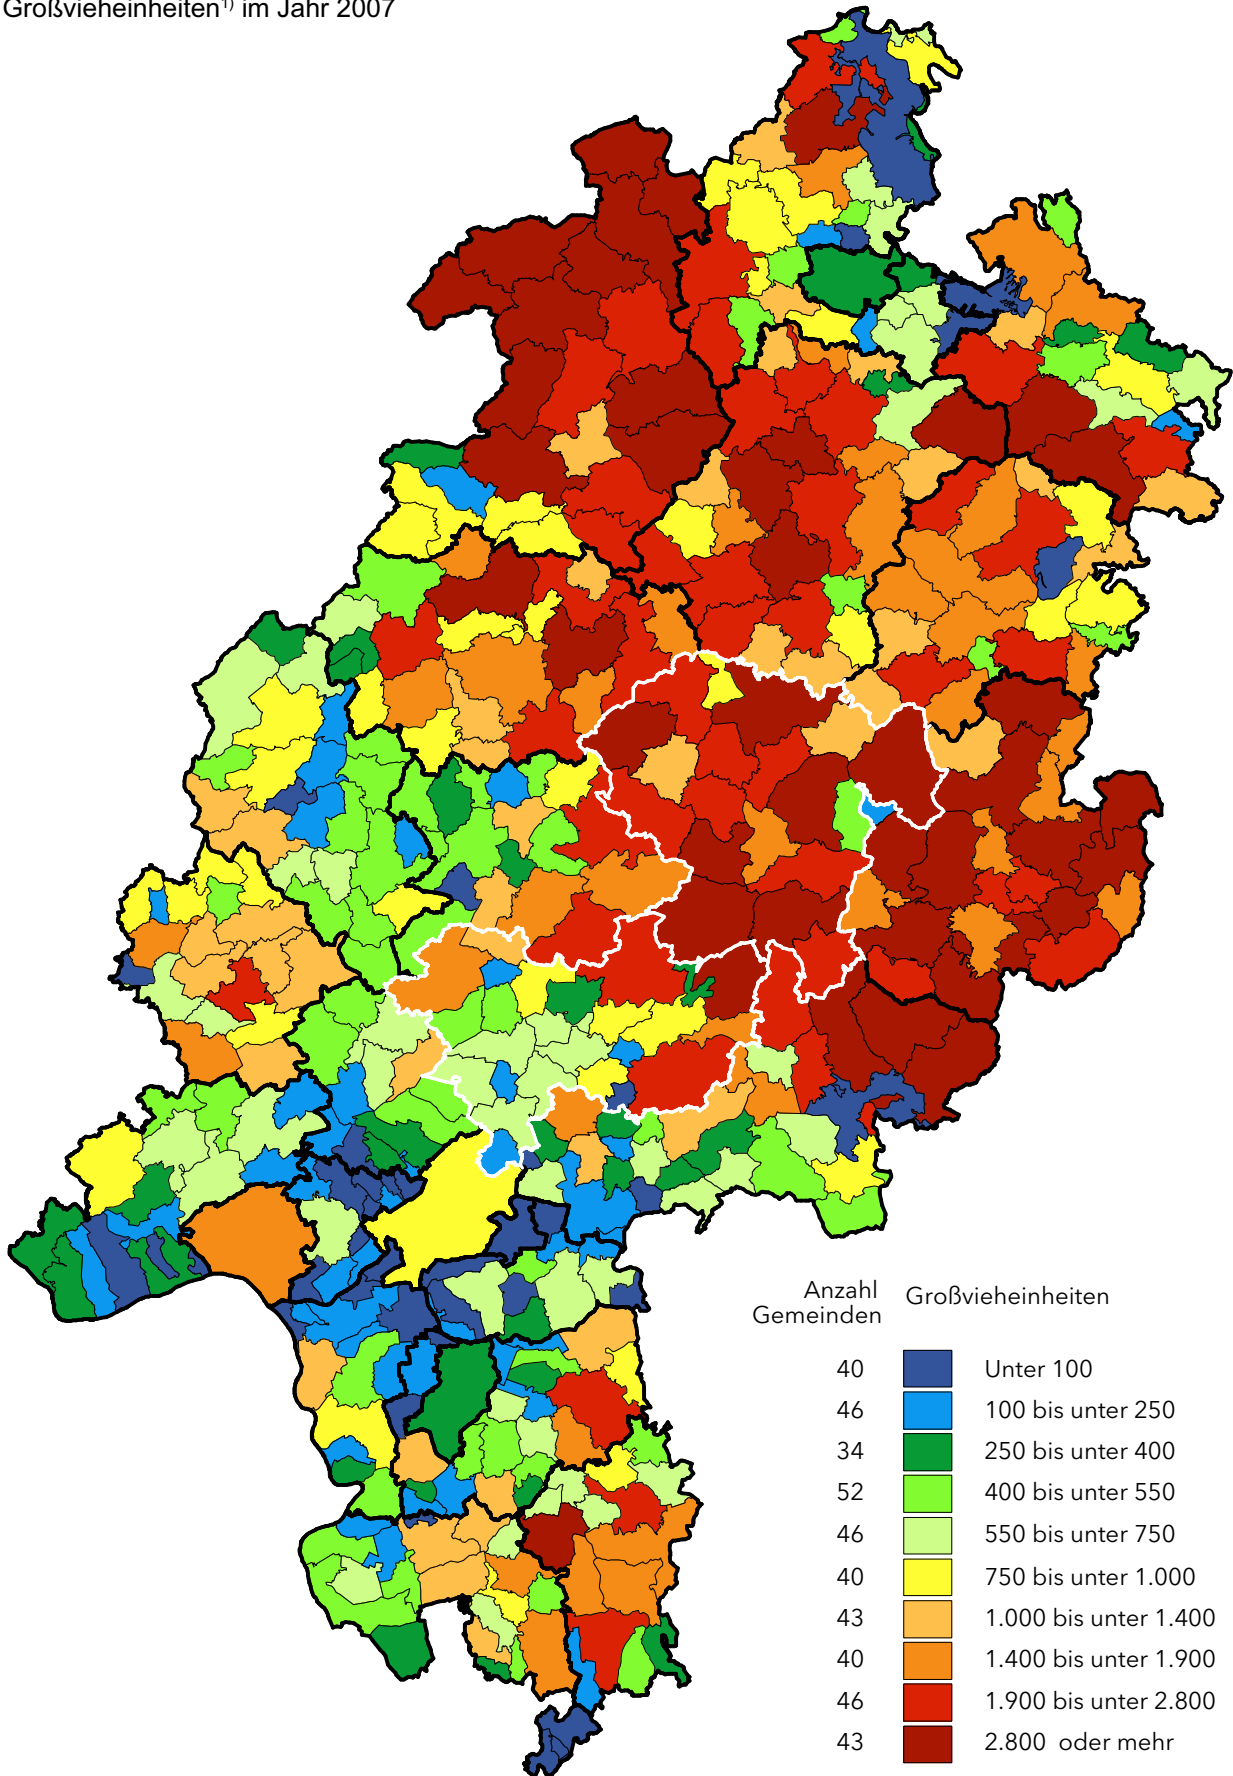 Großvieheinheiten¹⁾ im Jahr 2007
Anzahl Gemeinden
Großvieheinheiten
40 Unter 100
46 100 bis unter 250
34 250 bis unter 400
52 400 bis unter 550
46 550 bis unter 750
40 750 bis unter 1.000
43 1.000 bis unter 1.400
40 1.400 bis unter 1.900
46 1.900 bis unter 2.800
43 2.800 oder mehr